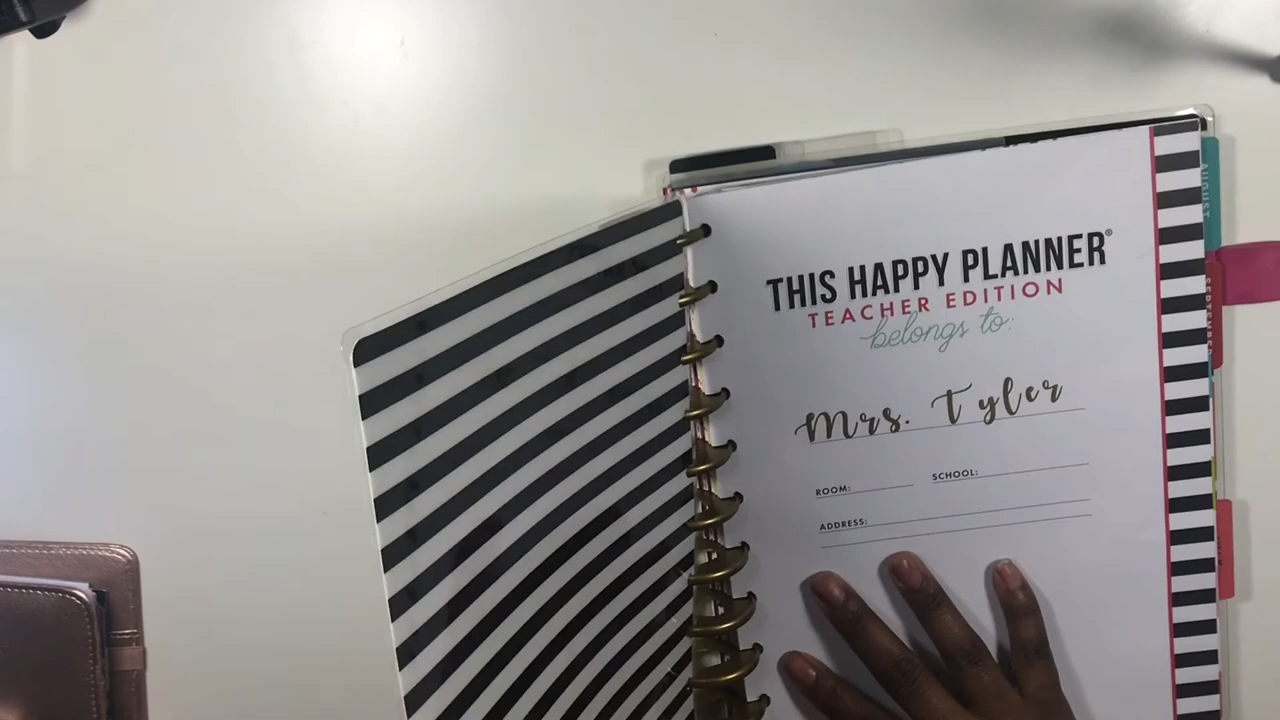 THIS HAPPY PLANNER®
TEACHER EDITION
belongs to:
Mrs. Tyler
ROOM:
SCHOOL:
ADDRESS:
AUGUST
SEPTEMBER